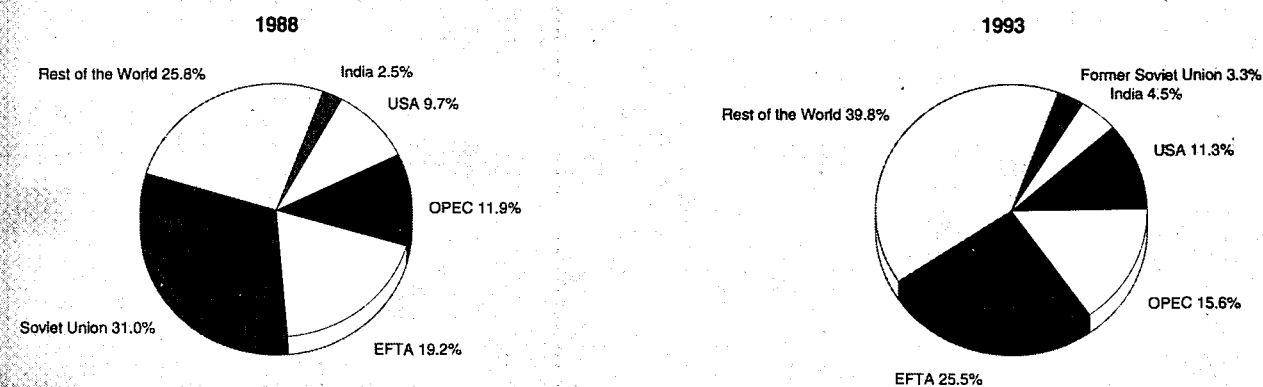 1988
Rest of the World 25.8%
India 2.5%
USA 9.7%
OPEC 11.9%
Soviet Union 31.0%
EFTA 19.2%
1993
Former Soviet Union 3.3%
India 4.5%
Rest of the World 39.8%
USA 11.3%
OPEC 15.6%
EFTA 25.5%